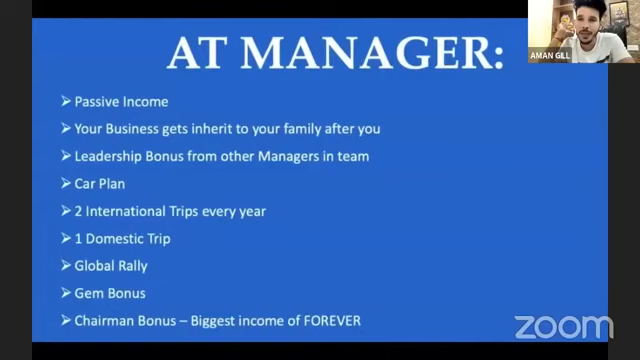 AT MANAGER:
AMAN GILL
Passive Income
Your Business gets inherit to your family after you
Leadership Bonus from other Managers in team
Car Plan
2 International Trips every year
1 Domestic Trip
Global Rally
Gem Bonus
Chairman Bonus – Biggest income of FOREVER
zoom